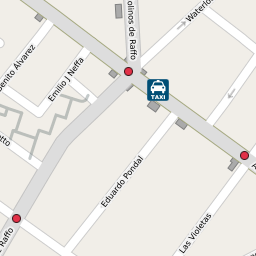 Molinos de Raffo
Waterloo
Benito Alvarez
Emilio J Neffa
TAXI
Eduardo Pondal
Las Violetas
Raffo